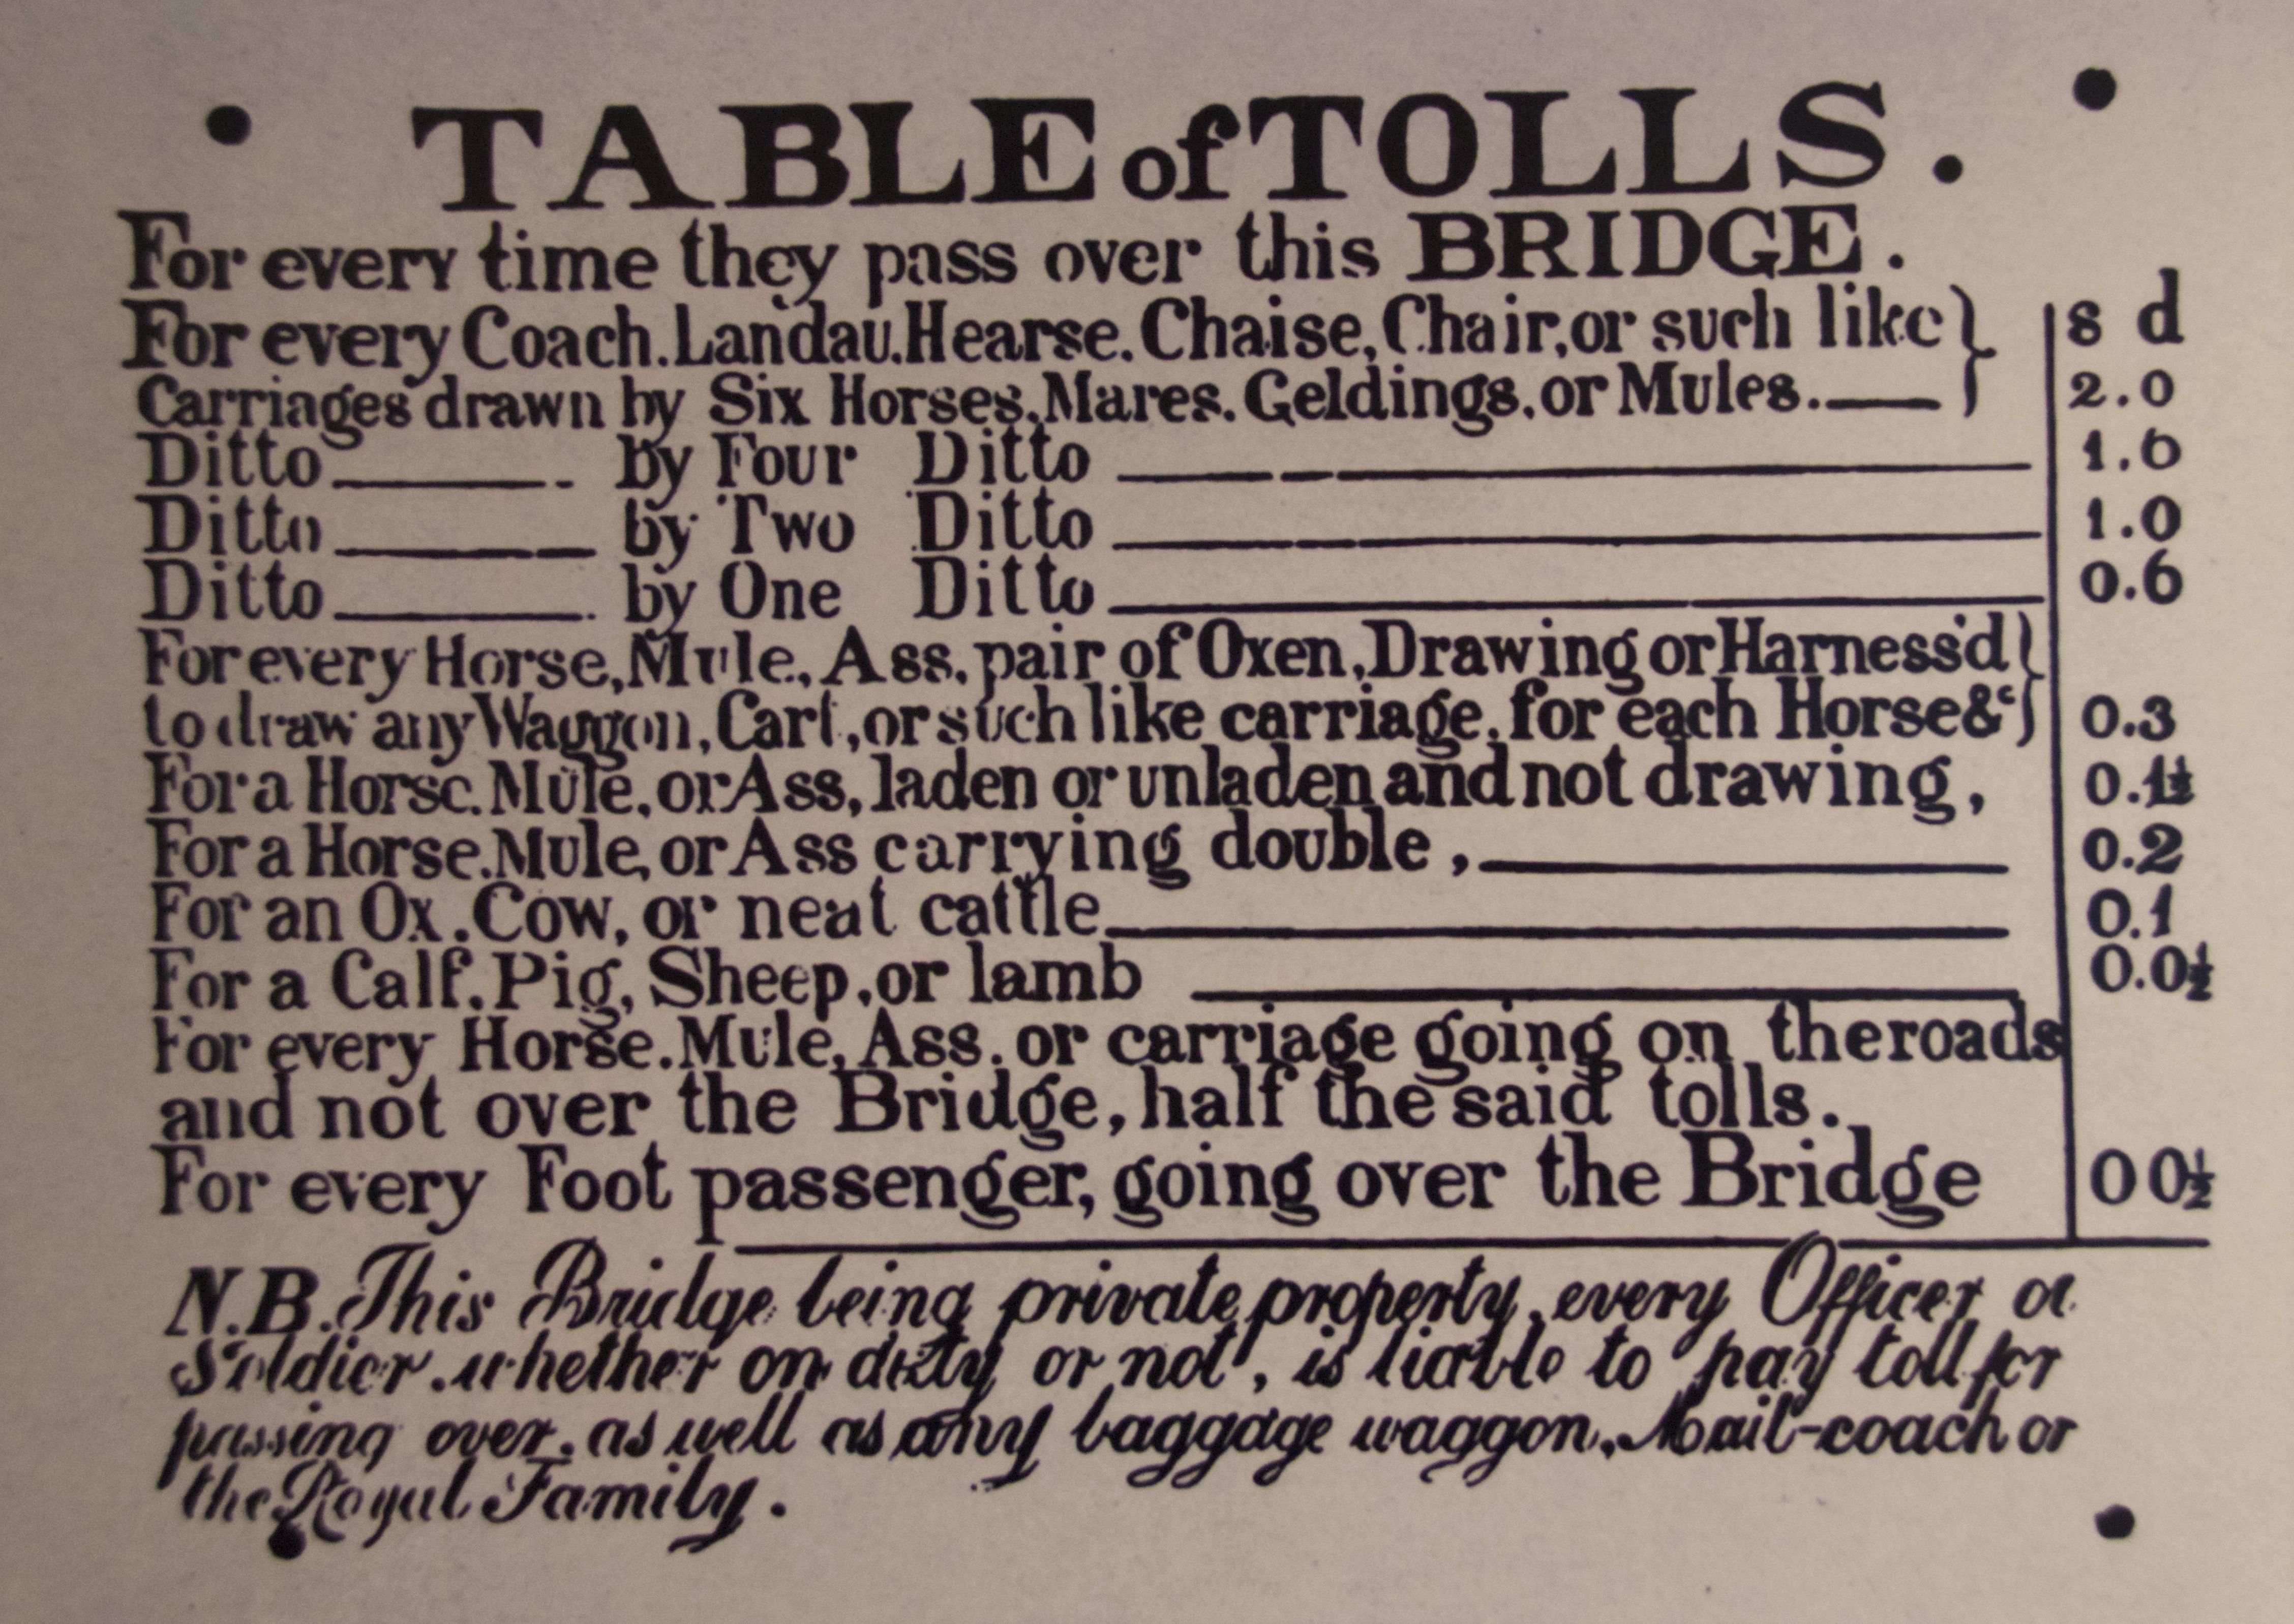 TABLE of TOLLS.
For every time they pass over this BRIDGE.
For every Coach. Landau. Hearse. Chaise, Chair, or such like } s d
Carriages drawn by Six Horses. Mares. Geldings. or Mules. — 2.0
Ditto — by Four Ditto — 1.6
Ditto — by Two Ditto — 1.0
Ditto — by One Ditto — 0.6
For every Horse, Mule, Ass, pair of Oxen, Drawing or Harness'd }
to draw any Waggon, Cart, or such like carriage. for each Horse &c 0.3
For a Horse. Mule, or Ass, laden or unladen and not drawing, 0.1½
For a Horse. Mule, or Ass carrying double, — 0.2
For an Ox. Cow, or neat cattle — 0.1
For a Calf. Pig, Sheep, or lamb — 0.0½
For every Horse. Mule, Ass. or carriage going on the roads
and not over the Bridge, half the said tolls.
For every Foot passenger, going over the Bridge 0 0½
N.B. This Bridge being private property, every Officer or
Soldier. whether on duty or not, is liable to pay toll for
passing over. as well as any baggage waggon, Mail-coach or
the Royal Family.